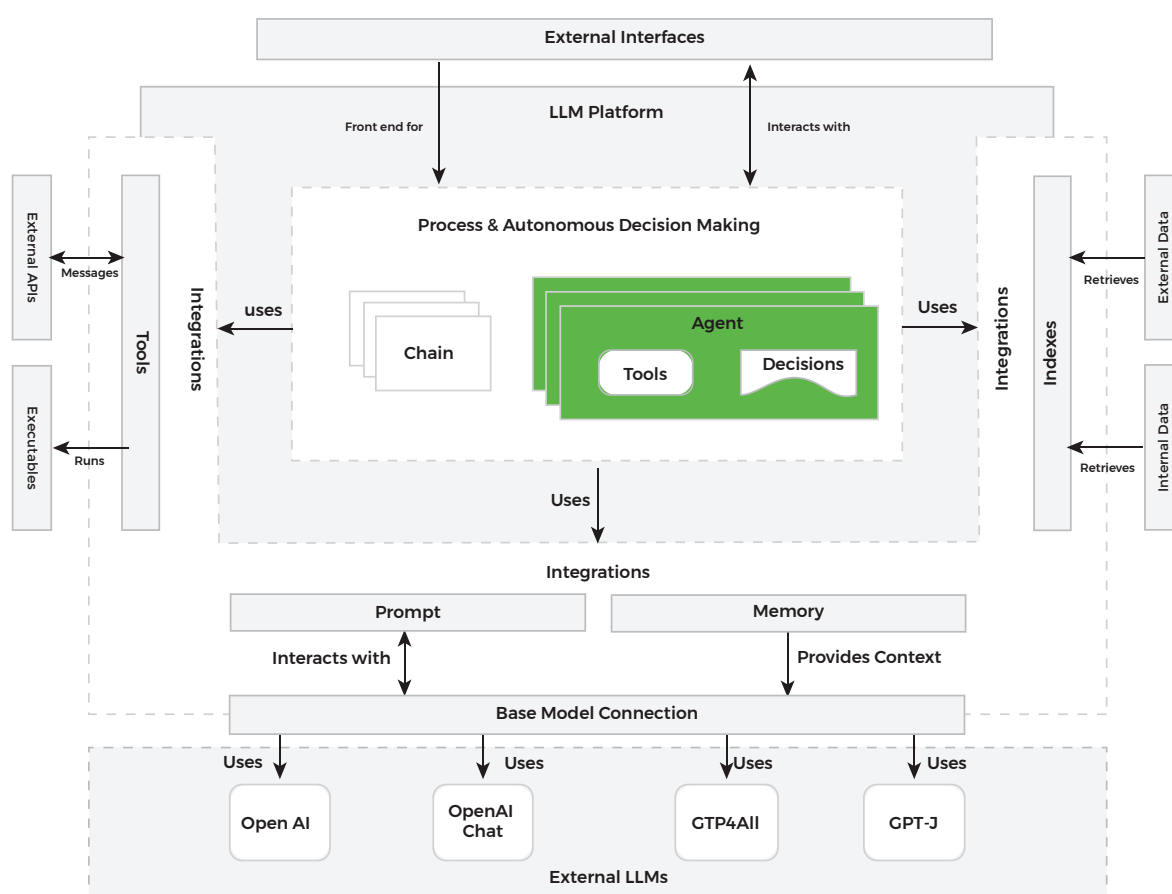 External Interfaces
LLM Platform
Front end for
Interacts with
Process & Autonomous Decision Making
External APIs
Messages
Tools
Integrations
uses
Chain
Agent
Tools
Decisions
Uses
Integrations
Indexes
Retrieves
External Data
Executables
Runs
Retrieves
Internal Data
Uses
Integrations
Prompt
Memory
Interacts with
Provides Context
Base Model Connection
Uses
Uses
Uses
Uses
Open AI
OpenAI
Chat
GTP4All
GPT-J
External LLMs